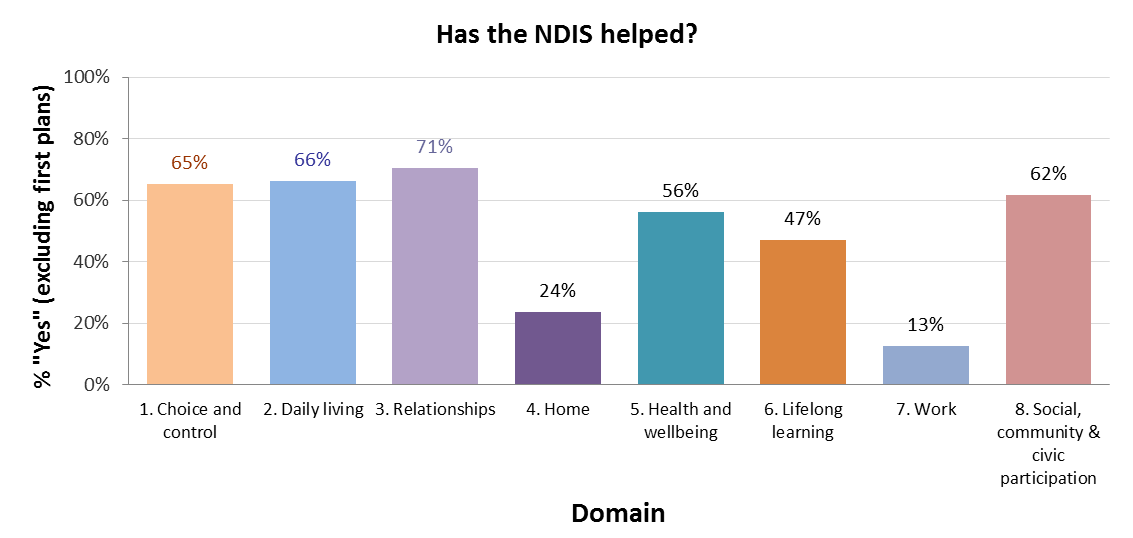 Has the NDIS helped?
% "Yes" (excluding first plans)
100%
80%
60%
40%
20%
0%
65%
66%
71%
24%
56%
47%
13%
62%
1. Choice and
control
2. Daily living
3. Relationships
4. Home
5. Health and
wellbeing
6. Lifelong
learning
7. Work
8. Social,
community &
civic
participation
Domain